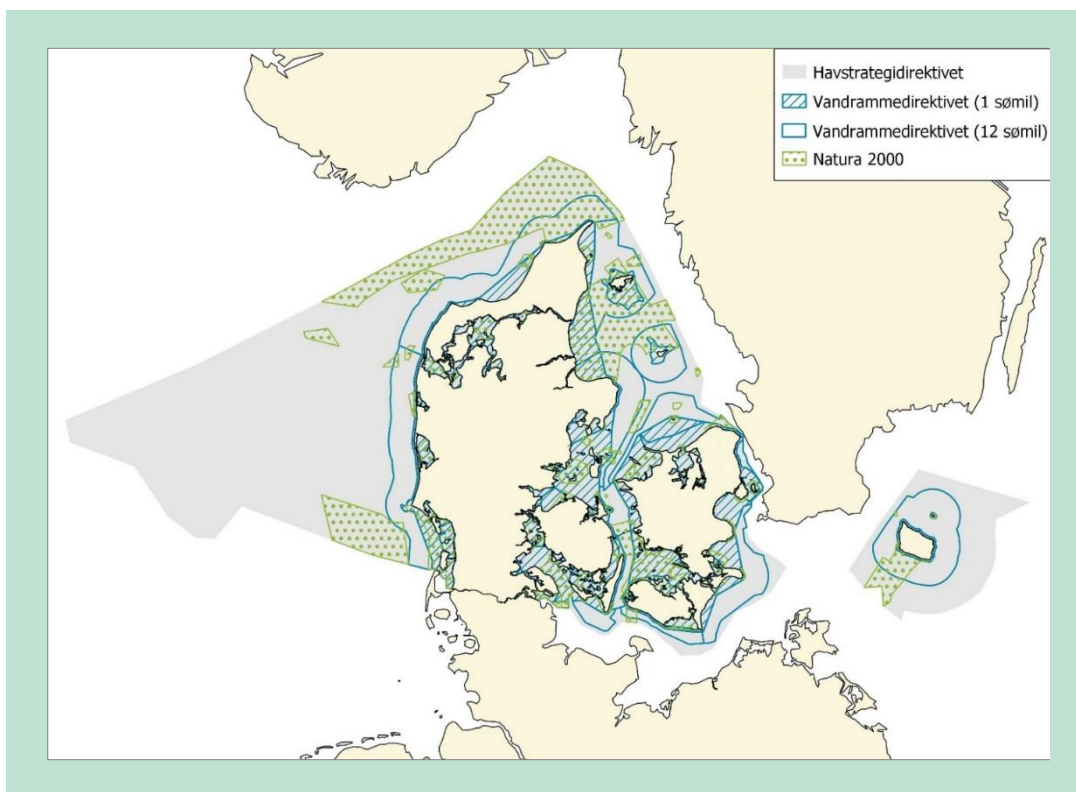 Havstrategidirektivet
Vandrammedirektivet (1 sømil)
Vandrammedirektivet (12 sømil)
Natura 2000